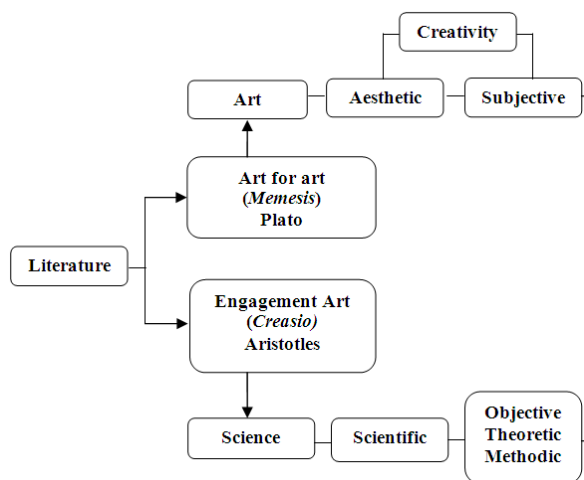 Creativity
Art
Aesthetic
Subjective
Art for art
(Memesis)
Plato
Literature
Engagement Art
(Creasio)
Aristotles
Science
Scientific
Objective
Theoretic
Methodic